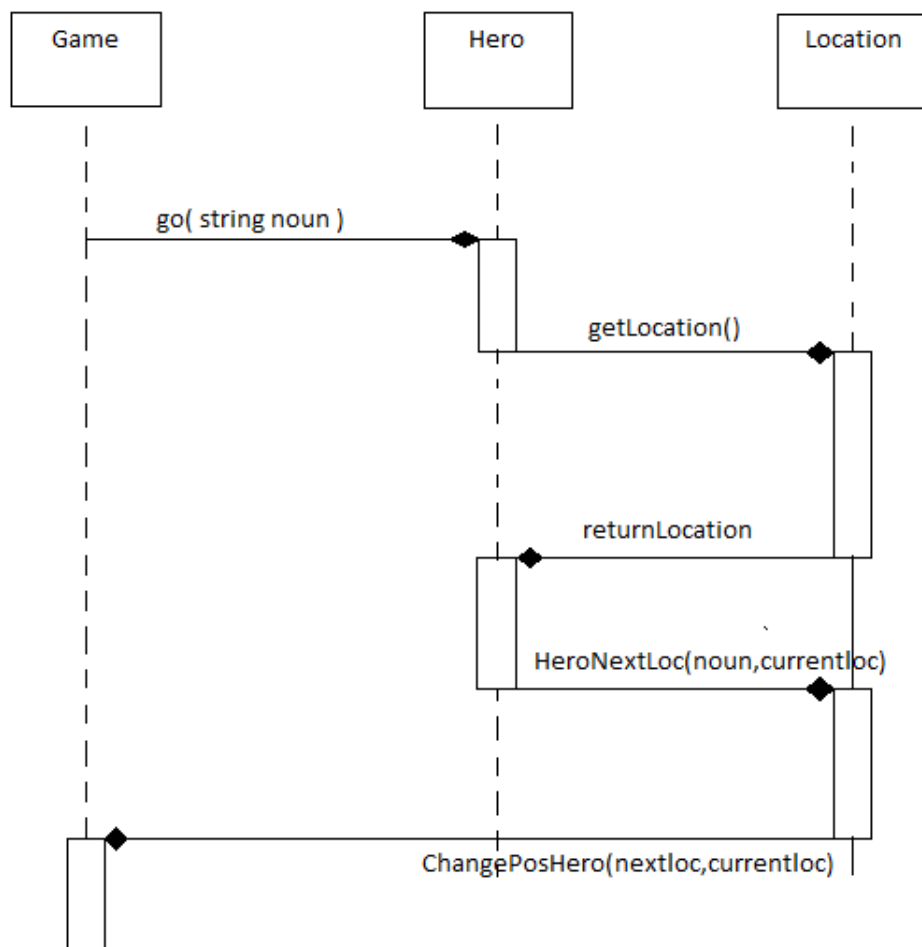 Game
Hero
Location
go( string noun )
getLocation()
returnLocation
HeroNextLoc(noun,currentloc)
ChangePosHero(nextloc,currentloc)